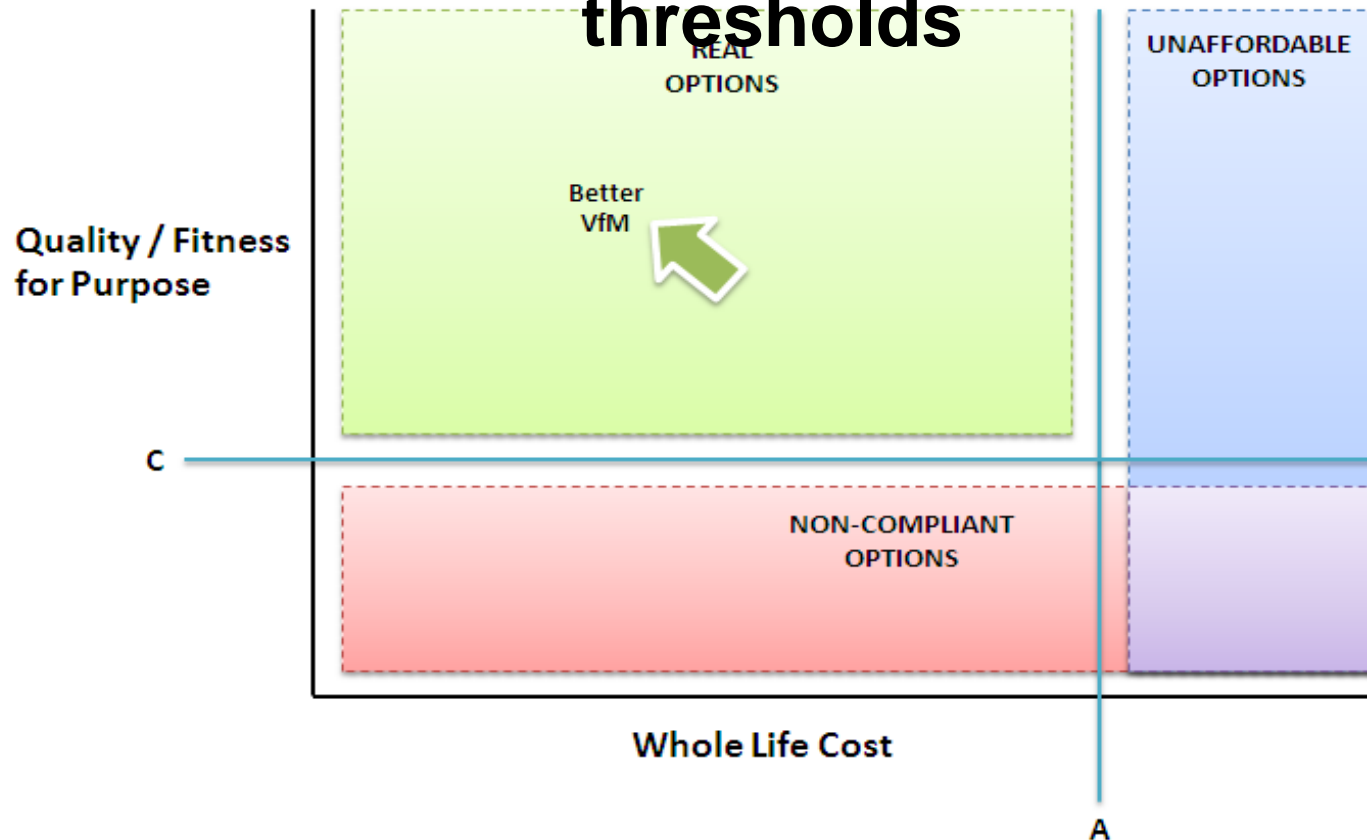 thresholds
REAL
OPTIONS
UNAFFORDABLE
OPTIONS
Better
VfM
Quality / Fitness
for Purpose
C
NON-COMPLIANT
OPTIONS
Whole Life Cost
A